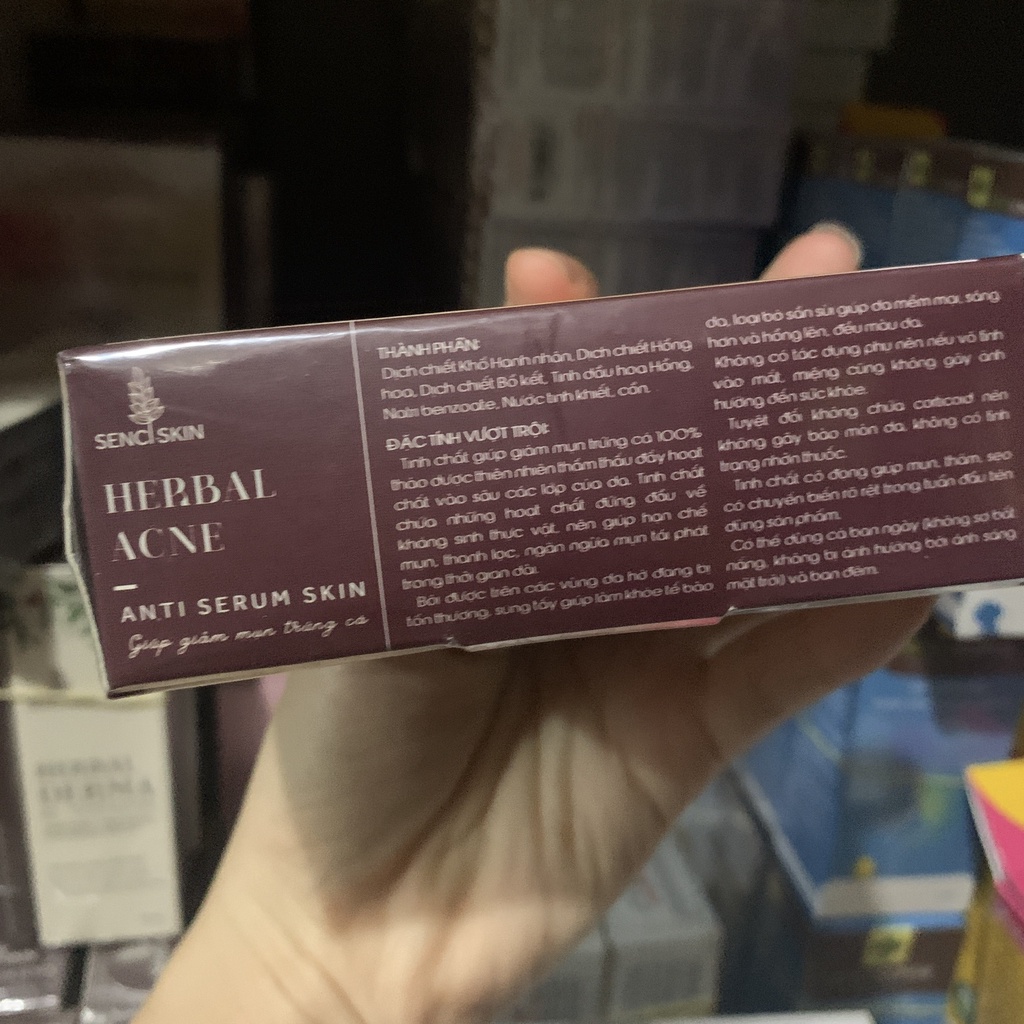 SENCI SKIN
HERBAL
ACNE
ANTI SERUM SKIN
Giúp giảm mụn trứng cá
THÀNH PHẦN:
Dịch chiết Khổ Hạnh nhân, Dịch chiết Hồng
hoa, Dịch chiết Bồ kết, Tinh dầu hoa Hồng,
Natri benzoate, Nước tinh khiết, cồn.
ĐẶC TÍNH VƯỢT TRỘI:
Tinh chất giúp giảm mụn trứng cá 100%
thảo dược thiên nhiên thẩm thấu đẩy hoạt
chất vào sâu các lớp của da. Tinh chất
chứa những hoạt chất đứng đầu về
kháng sinh thực vật, nên giúp hạn chế
mụn, thanh lọc, ngăn ngừa mụn tái phát
trong thời gian dài.
Bôi được trên các vùng da hở đang bị
tổn thương, sưng tấy giúp làm khỏe tế bào
da, loại bỏ sần sùi giúp da mềm mại, sáng
hơn và hồng lên, đều màu da.
Không có tác dụng phụ nên nếu vô tình
vào mắt, miệng cũng không gây ảnh
hưởng đến sức khỏe.
Tuyệt đối không chứa corticoid nên
không gây bào mòn da, không có tình
trạng nhờn thuốc.
Tinh chất cô đọng giúp mụn, thâm, sẹo
có chuyển biến rõ rệt trong tuần đầu tiên
dùng sản phẩm.
Có thể dùng cả ban ngày (không sợ bắt
nắng, không bị ảnh hưởng bởi ánh sáng
mặt trời) và ban đêm.
HERBAL
DERMA